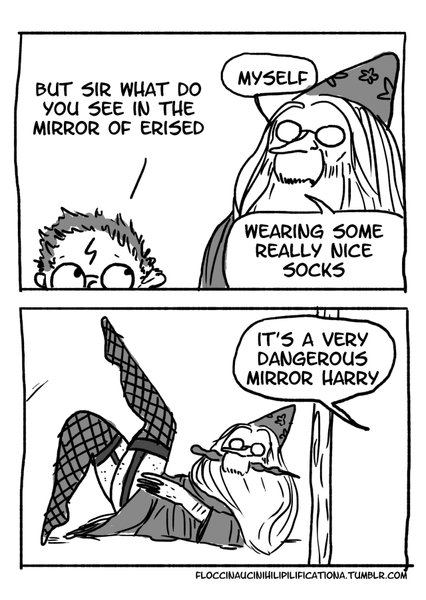 BUT SIR WHAT DO
YOU SEE IN THE
MIRROR OF ERISED
MYSELF
WEARING SOME
REALLY NICE
SOCKS
IT'S A VERY
DANGEROUS
MIRROR HARRY
FLOCCINAUCINIHILIPILIFICATIONA.TUMBLR.COM